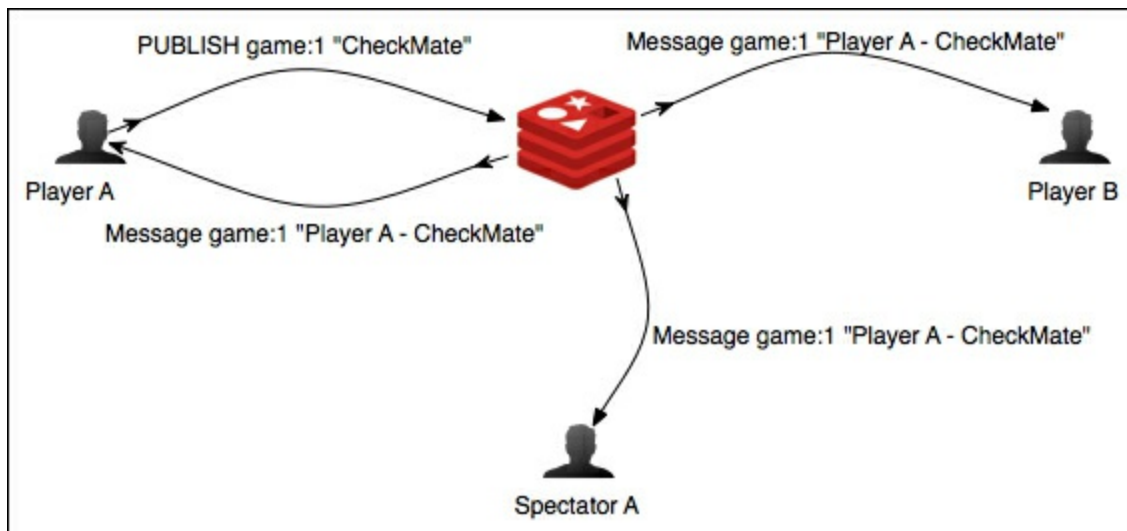 PUBLISH game:1 "CheckMate"
Message game:1 "Player A - CheckMate"
Player A
Player B
Message game:1 "Player A - CheckMate"
Message game:1 "Player A - CheckMate"
Spectator A